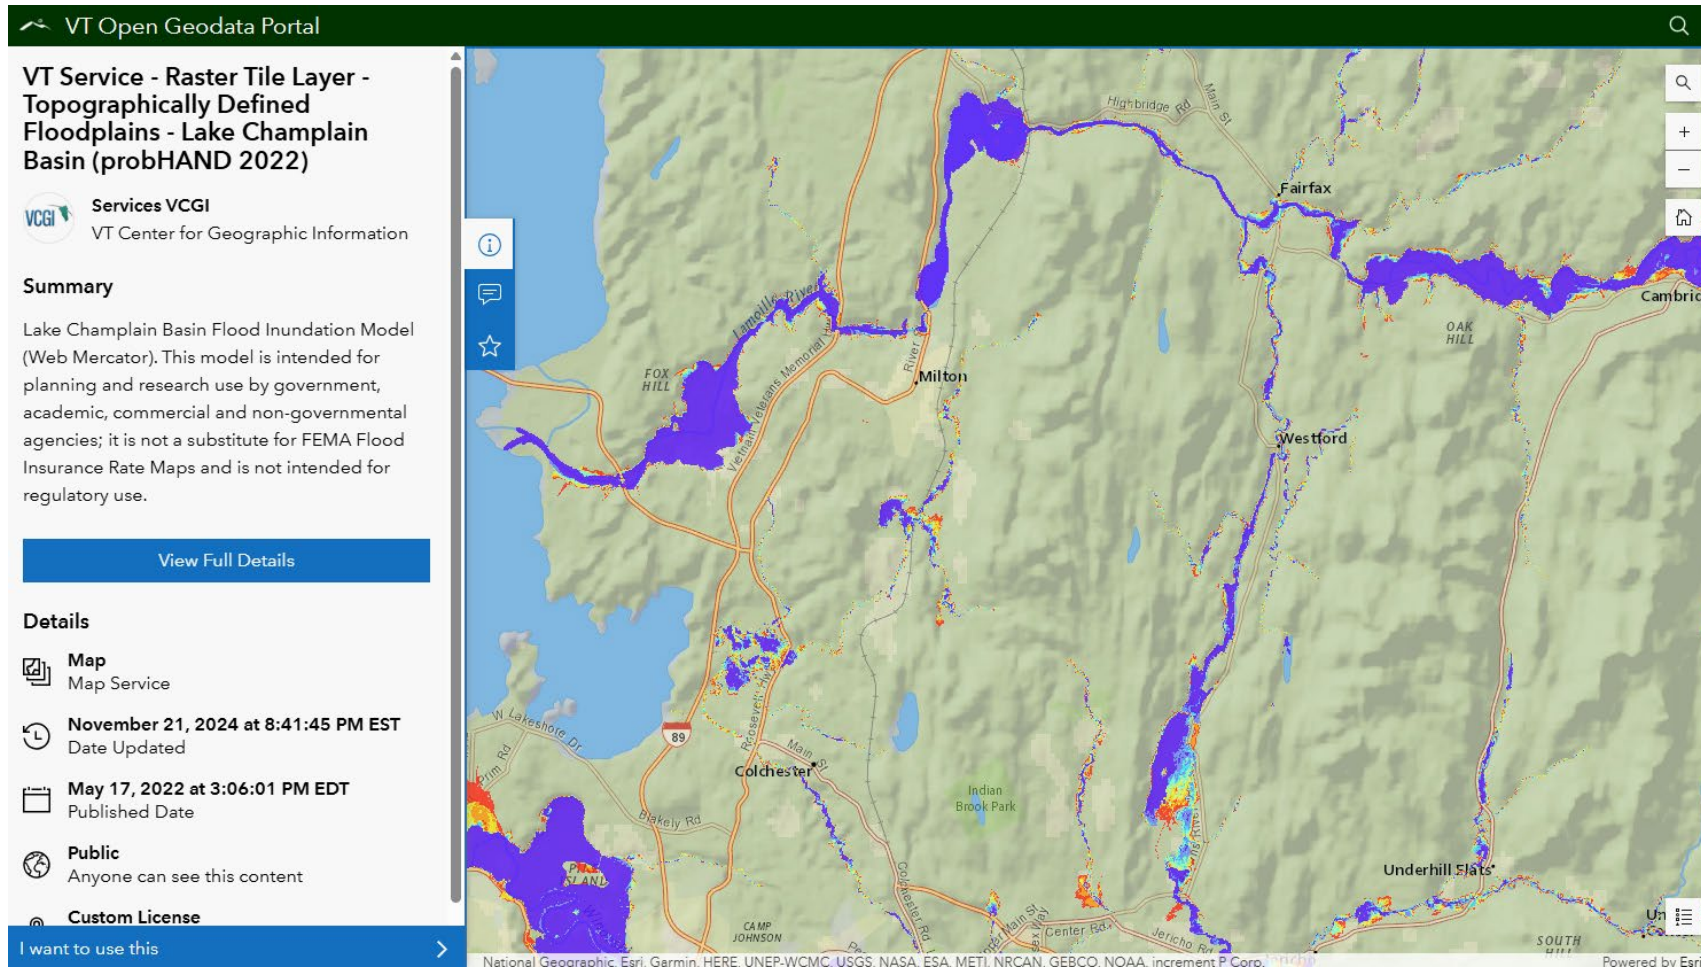 VT Open Geodata Portal
VT Service - Raster Tile Layer -
Topographically Defined
Floodplains - Lake Champlain
Basin (probHAND 2022)
VCGI
Services VCGI
VT Center for Geographic Information
Summary
Lake Champlain Basin Flood Inundation Model
(Web Mercator). This model is intended for
planning and research use by government,
academic, commercial and non-governmental
agencies; it is not a substitute for FEMA Flood
Insurance Rate Maps and is not intended for
regulatory use.
View Full Details
Details
Map
Map Service
November 21, 2024 at 8:41:45 PM EST
Date Updated
May 17, 2022 at 3:06:01 PM EDT
Published Date
Public
Anyone can see this content
Custom License
I want to use this
Highbridge Rd
Main St
Fairfax
Cambrid
OAK
HILL
Lamoille River
River
FOX
HILL
Milton
Vietnam Veterans Memorial
Westford
W Lakeshore Dr
Prim Rd
89
Roosevelt Hwy
Main St
Colchester
Indian
Brook Park
Blakely Rd
Colchester Rd
Underhill Flats
Un
CAMP
JOHNSON
Main St
Center Rd
Jericho Rd
SOUTH
HILL
National Geographic, Esri, Garmin, HERE, UNEP-WCMC, USGS, NASA, ESA, METI, NRCAN, GEBCO, NOAA, increment P Corp.
Powered by Esri